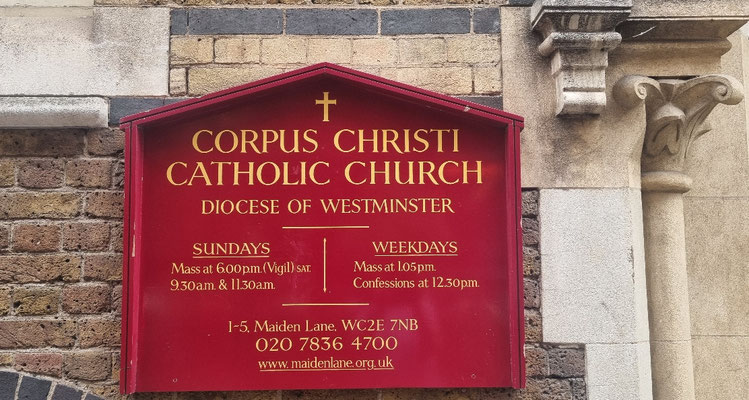 CORPUS CHRISTI
CATHOLIC CHURCH
DIOCESE OF WESTMINSTER
SUNDAYS
Mass at 6.00p.m. (Vigil) SAT.
9.30a.m. & 11.30a.m.
WEEKDAYS
Mass at 1.05p.m.
Confessions at 12.30p.m.
1-5, Maiden Lane, WC2E 7NB
020 7836 4700
www.maidenlane.org.uk